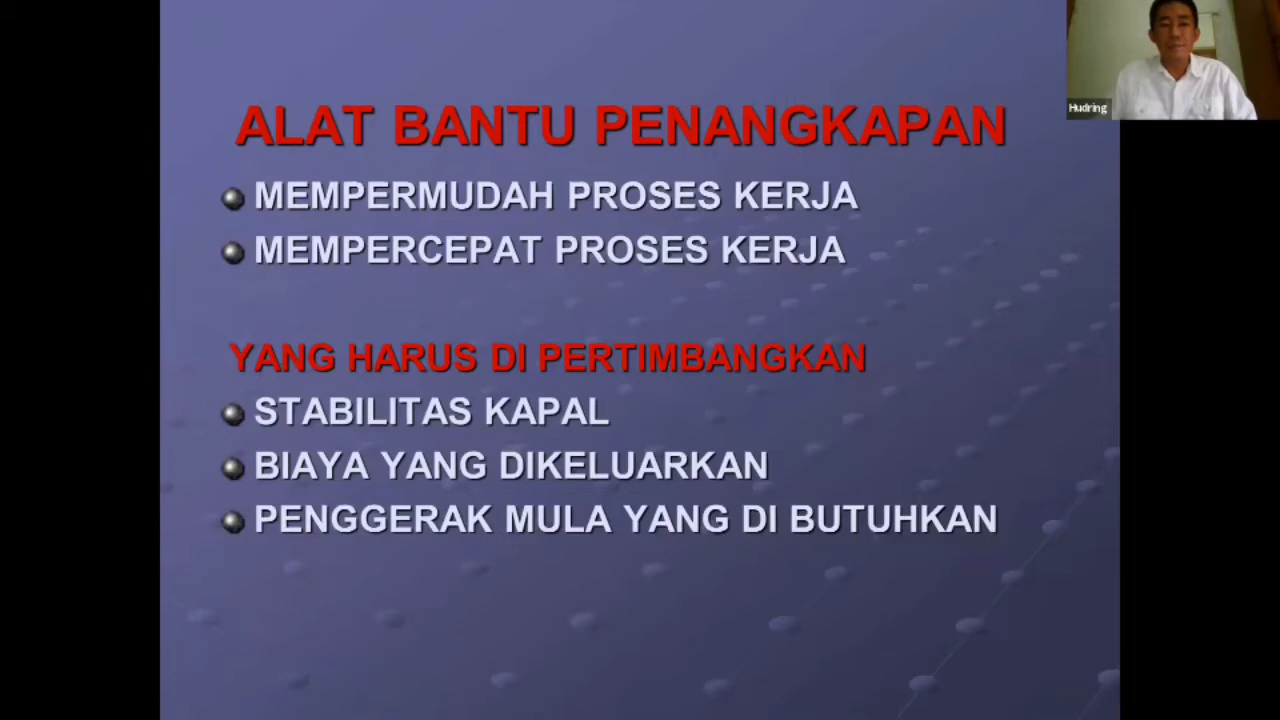 ALAT BANTU PENANGKAPAN
MEMPERMUDAH PROSES KERJA
MEMPERCEPAT PROSES KERJA
YANG HARUS DI PERTIMBANGKAN
STABILITAS KAPAL
BIAYA YANG DIKELUARKAN
PENGGERAK MULA YANG DI BUTUHKAN
Hudring